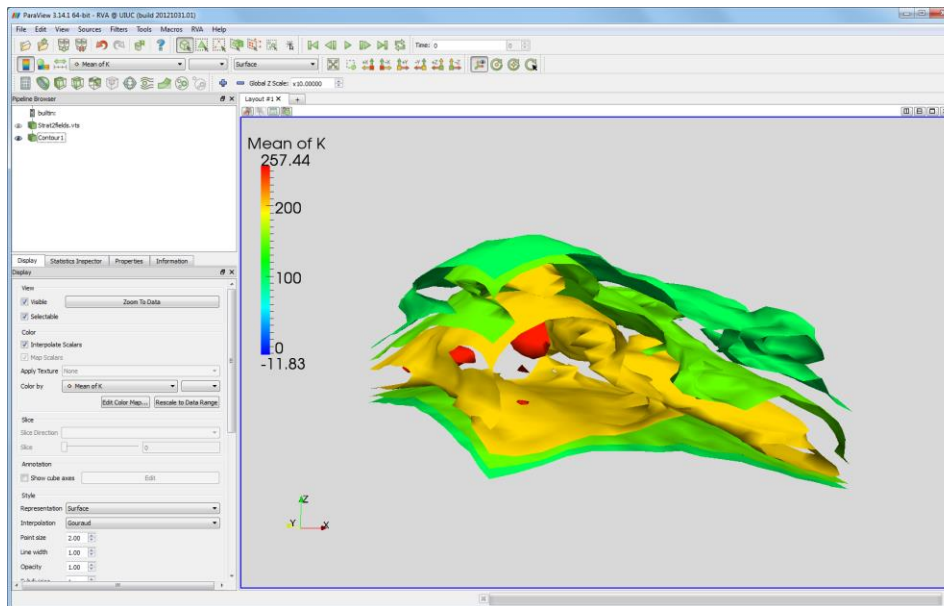 ParaView 3.14.1 64-bit - RVA @ UIUC (build 20121031.01)
File Edit View Sources Filters Tools Macros RVA Help
Time: 0 0
Mean of K Surface
Global Z Scale: x10.00000
Pipeline Browser
builtin:
Strat2fields.vts
Contour1
Layout #1
Display Statistics Inspector Properties Information
Display
View
Visible Zoom To Data
Selectable
Color
Interpolate Scalars
Map Scalars
Apply Texture None
Color by Mean of K
Edit Color Map... Rescale to Data Range
Slice
Slice Direction
Slice 0
Annotation
Show cube axes Edit
Style
Representation Surface
Interpolation Gouraud
Point size 2.00
Line width 1.00
Opacity 1.00
Mean of K
257.44
200
100
0
-11.83
Z
Y
X